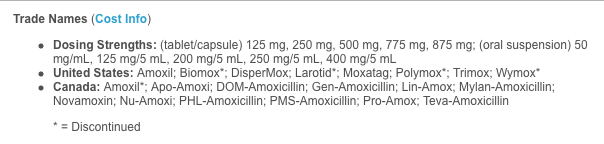 Trade Names (Cost Info)
● Dosing Strengths: (tablet/capsule) 125 mg, 250 mg, 500 mg, 775 mg, 875 mg; (oral suspension) 50
mg/mL, 125 mg/5 mL, 200 mg/5 mL, 250 mg/5 mL, 400 mg/5 mL
● United States: Amoxil; Biomox*; DisperMox; Larotid*; Moxatag; Polymox*; Trimox; Wymox*
● Canada: Amoxil*; Apo-Amoxi; DOM-Amoxicillin; Gen-Amoxicillin; Lin-Amox; Mylan-Amoxicillin;
Novamoxin; Nu-Amoxi; PHL-Amoxicillin; PMS-Amoxicillin; Pro-Amox; Teva-Amoxicillin
* = Discontinued